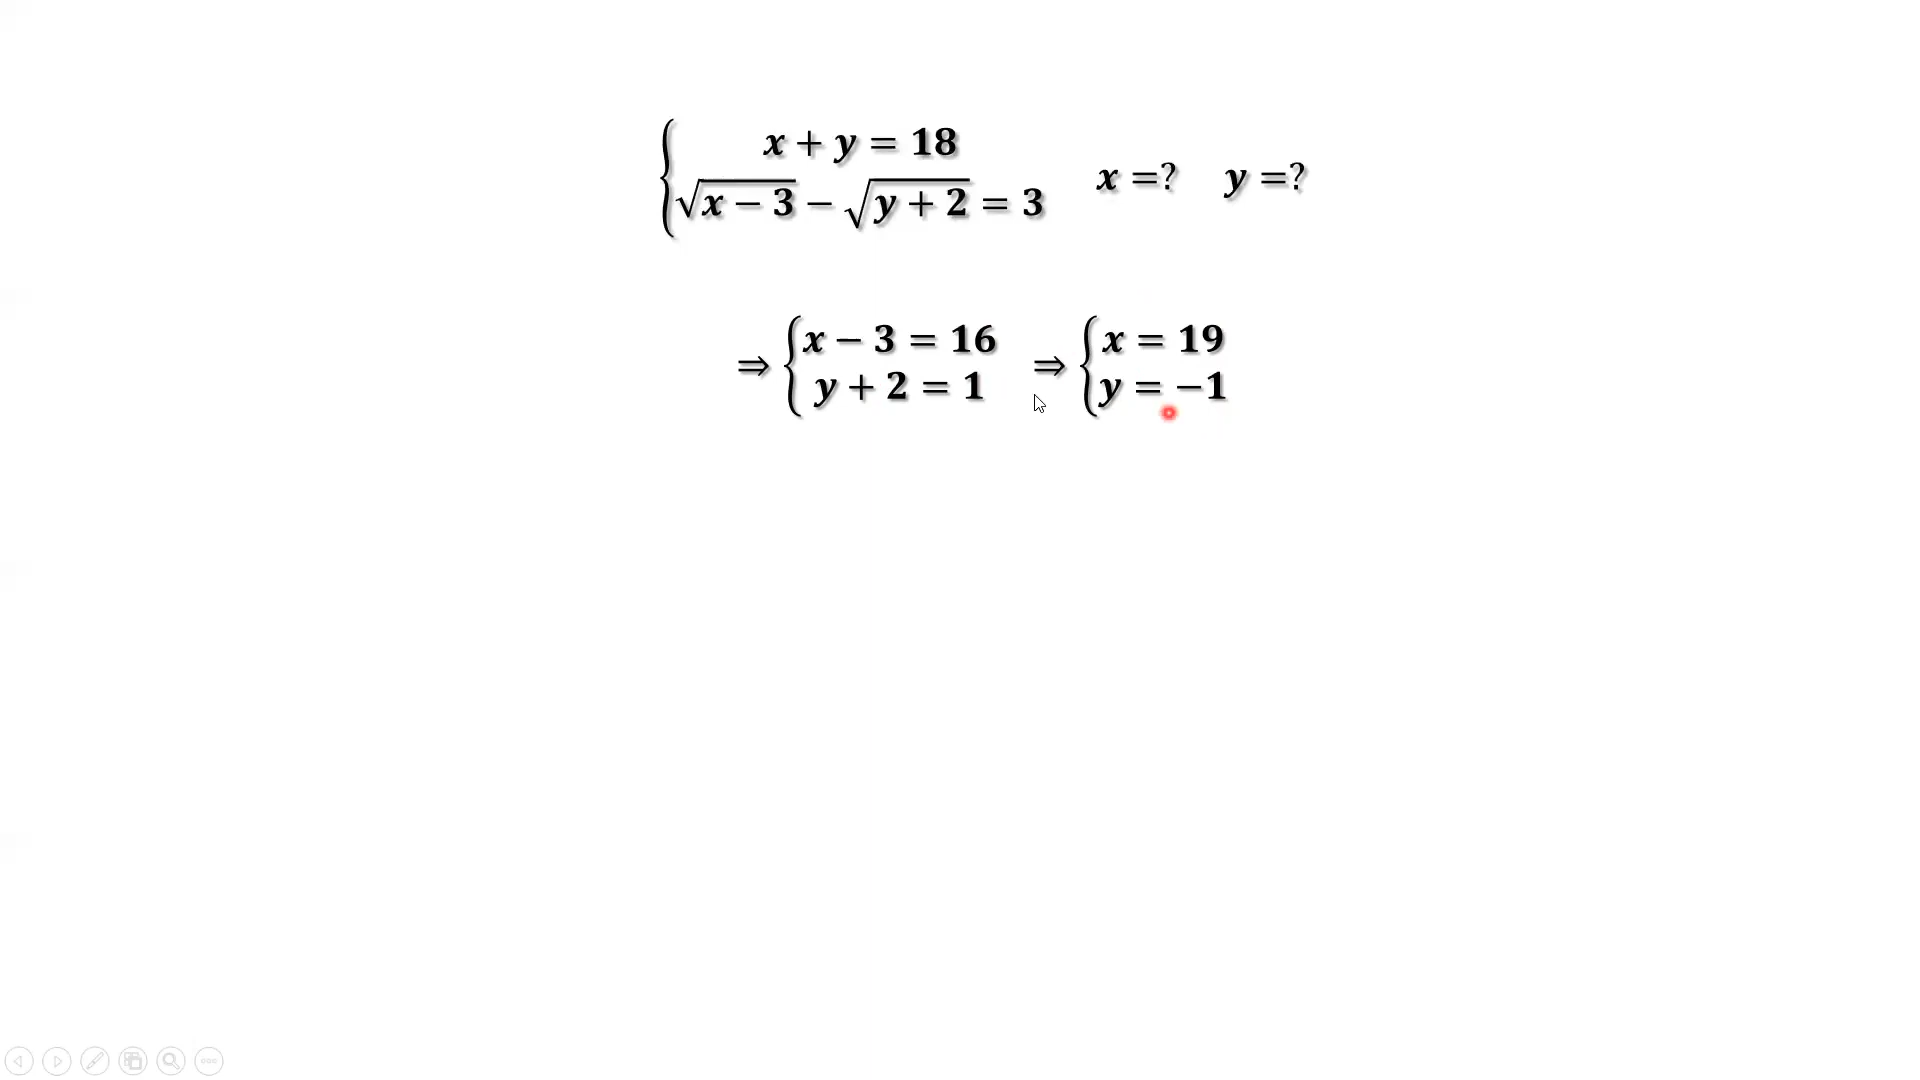 x + y = 18
√(x − 3) − √(y + 2) = 3
x =? y =?
⇒ { x − 3 = 16 ⇒ { x = 19
y + 2 = 1 y = −1